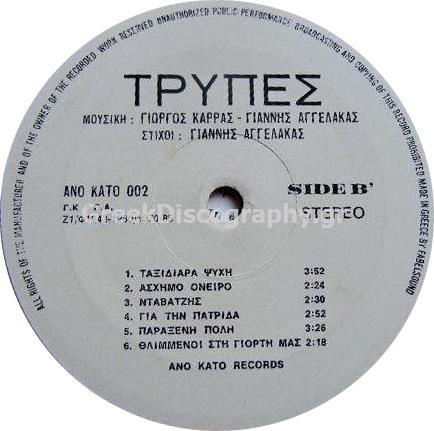 ALL RIGHTS OF THE MANUFACTURER AND OF THE OWNER OF THE RECORDED WORK RESERVED UNAUTHORIZED PUBLIC PERFORMANCE BROADCASTING AND COPYING OF THIS RECORD PROHIBITED MADE IN GREECE BY FABELSOUND
ΤΡΥΠΕΣ
ΜΟΥΣΙΚΗ : ΓΙΩΡΓΟΣ ΚΑΡΡΑΣ - ΓΙΑΝΝΗΣ ΑΓΓΕΛΑΚΑΣ
ΣΤΙΧΟΙ : ΓΙΑΝΝΗΣ ΑΓΓΕΛΑΚΑΣ
ANO KATO 002
SIDE B'
GreekDiscography.gr
STEREO
1. ΤΑΞΙΔΙΑΡΑ ΨΥΧΗ 3:52
2. ΑΣΧΗΜΟ ΟΝΕΙΡΟ 2:24
3. ΝΤΑΒΑΤΖΗΣ 2:30
4. ΓΙΑ ΤΗΝ ΠΑΤΡΙΔΑ 2:52
5. ΠΑΡΑΞΕΝΗ ΠΟΛΗ 3:26
6. ΘΛΙΜΜΕΝΟΙ ΣΤΗ ΓΙΟΡΤΗ ΜΑΣ 2:18
ANO KATO RECORDS